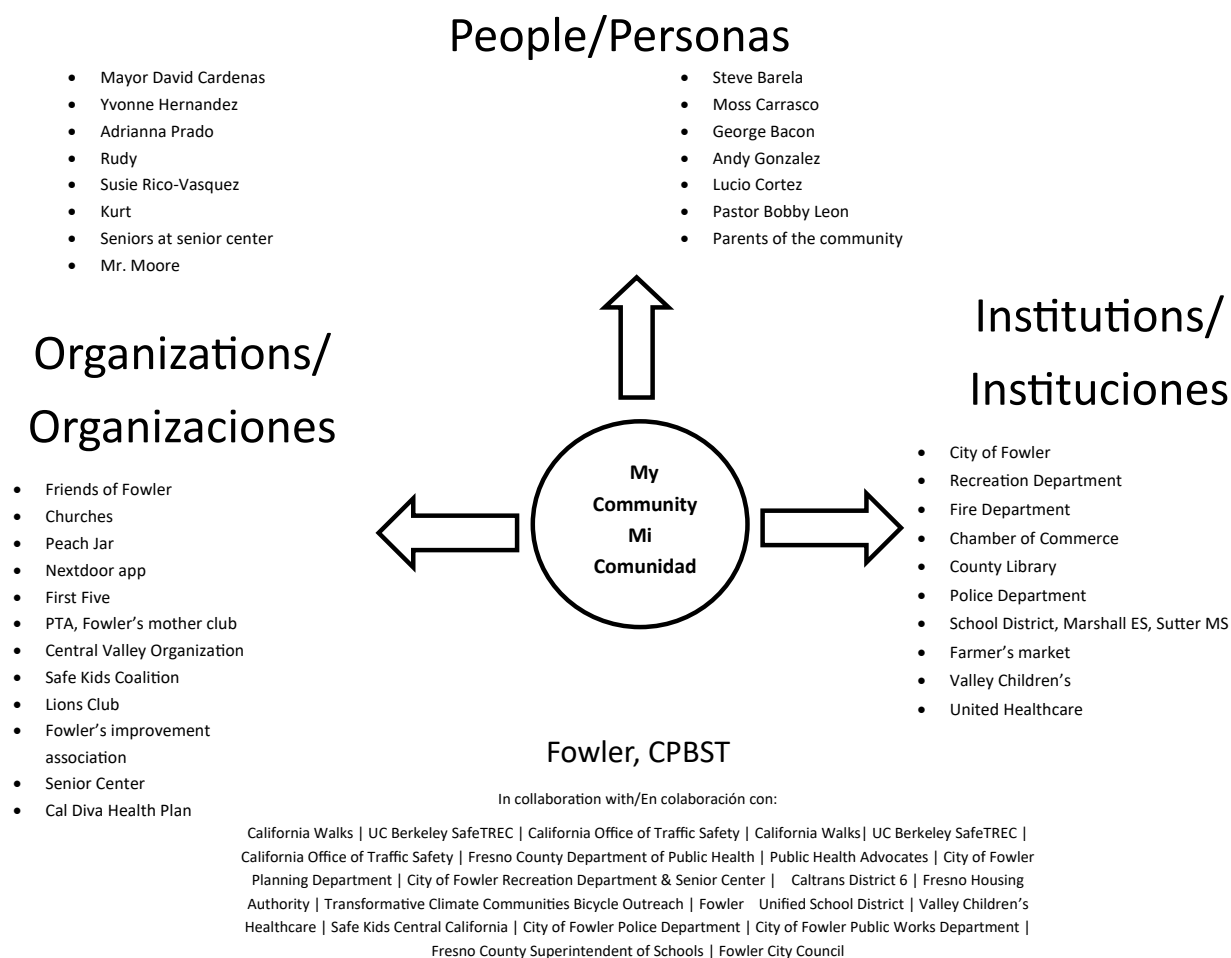 People/Personas
• Mayor David Cardenas
• Yvonne Hernandez
• Adrianna Prado
• Rudy
• Susie Rico-Vasquez
• Kurt
• Seniors at senior center
• Mr. Moore
• Steve Barela
• Moss Carrasco
• George Bacon
• Andy Gonzalez
• Lucio Cortez
• Pastor Bobby Leon
• Parents of the community
Organizations/
Organizaciones
• Friends of Fowler
• Churches
• Peach Jar
• Nextdoor app
• First Five
• PTA, Fowler’s mother club
• Central Valley Organization
• Safe Kids Coalition
• Lions Club
• Fowler’s improvement
association
• Senior Center
• Cal Diva Health Plan
My
Community
Mi
Comunidad
Institutions/
Instituciones
• City of Fowler
• Recreation Department
• Fire Department
• Chamber of Commerce
• County Library
• Police Department
• School District, Marshall ES, Sutter MS
• Farmer’s market
• Valley Children’s
• United Healthcare
Fowler, CPBST
In collaboration with/En colaboración con:
California Walks | UC Berkeley SafeTREC | California Office of Traffic Safety | California Walks| UC Berkeley SafeTREC |
California Office of Traffic Safety | Fresno County Department of Public Health | Public Health Advocates | City of Fowler
Planning Department | City of Fowler Recreation Department & Senior Center | Caltrans District 6 | Fresno Housing
Authority | Transformative Climate Communities Bicycle Outreach | Fowler Unified School District | Valley Children’s
Healthcare | Safe Kids Central California | City of Fowler Police Department | City of Fowler Public Works Department |
Fresno County Superintendent of Schools | Fowler City Council